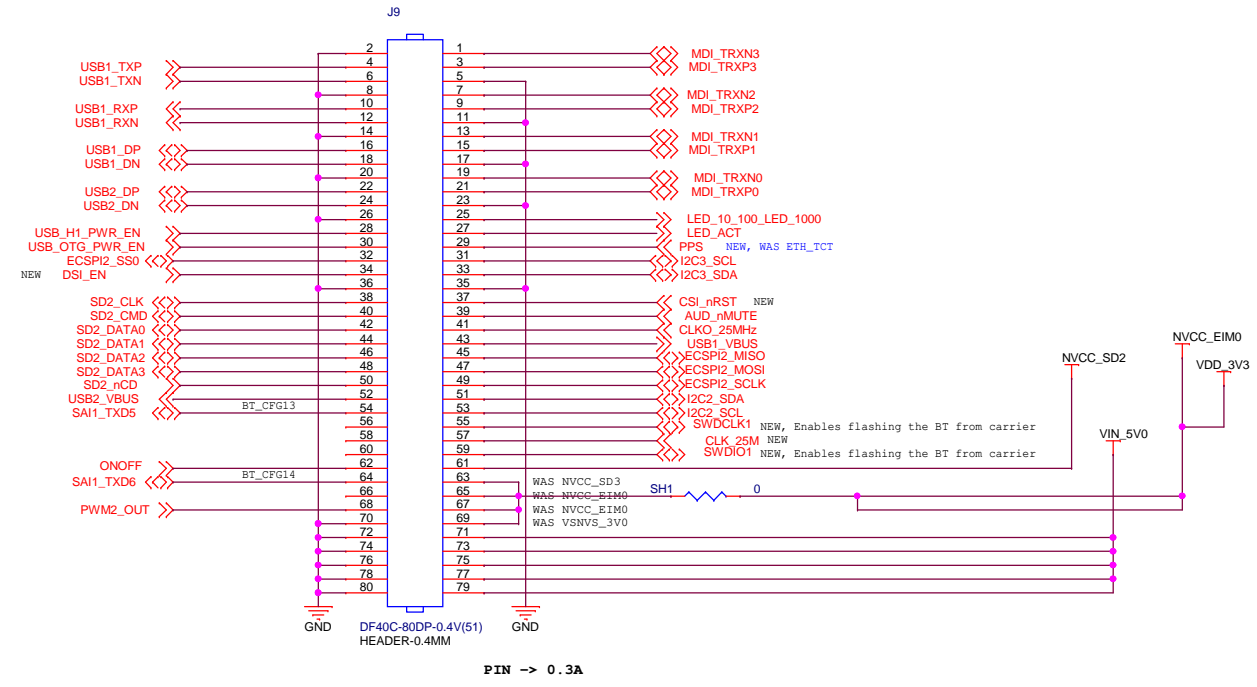 J9
2 1 MDI_TRXN3
USB1_TXP 4 3 MDI_TRXP3
USB1_TXN 6 5
8 7 MDI_TRXN2
USB1_RXP 10 9 MDI_TRXP2
USB1_RXN 12 11
14 13 MDI_TRXN1
USB1_DP 16 15 MDI_TRXP1
USB1_DN 18 17
20 19 MDI_TRXN0
USB2_DP 22 21 MDI_TRXP0
USB2_DN 24 23
26 25 LED_10_100_LED_1000
USB_H1_PWR_EN 28 27 LED_ACT
USB_OTG_PWR_EN 30 29 PPS NEW, WAS ETH_TCT
ECSPI2_SS0 32 31 I2C3_SCL
NEW DSI_EN 34 33 I2C3_SDA
36 35
SD2_CLK 38 37 CSI_nRST NEW
SD2_CMD 40 39 AUD_nMUTE
SD2_DATA0 42 41 CLKO_25MHz
SD2_DATA1 44 43 USB1_VBUS
NVCC_EIM0
SD2_DATA2 46 45 ECSPI2_MISO
NVCC_SD2
VDD_3V3
SD2_DATA3 48 47 ECSPI2_MOSI
SD2_nCD 50 49 ECSPI2_SCLK
USB2_VBUS 52 51 I2C2_SDA
SAI1_TXD5 BT_CFG13 54 53 I2C2_SCL
56 55 SWDCLK1 NEW, Enables flashing the BT from carrier
58 57 CLK_25M NEW
VIN_5V0
60 59 SWDIO1 NEW, Enables flashing the BT from carrier
ONOFF 62 61
SAI1_TXD6 BT_CFG14 64 63 WAS NVCC_SD3
66 65 WAS NVCC_EIM0 SH1 0
PWM2_OUT 68 67 WAS NVCC_EIM0
70 69 WAS VSNVS_3V0
72 71
74 73
76 75
78 77
80 79
GND DF40C-80DP-0.4V(51) GND
HEADER-0.4MM
PIN -> 0.3A